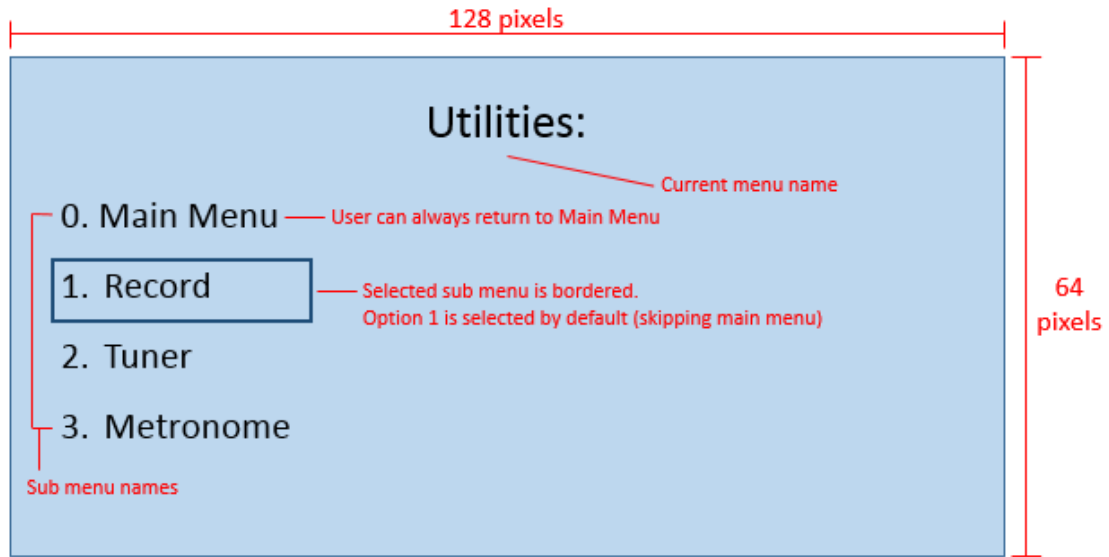 128 pixels
Utilities:
Current menu name
0. Main Menu
User can always return to Main Menu
1. Record
Selected sub menu is bordered.
Option 1 is selected by default (skipping main menu)
64
pixels
2. Tuner
3. Metronome
Sub menu names